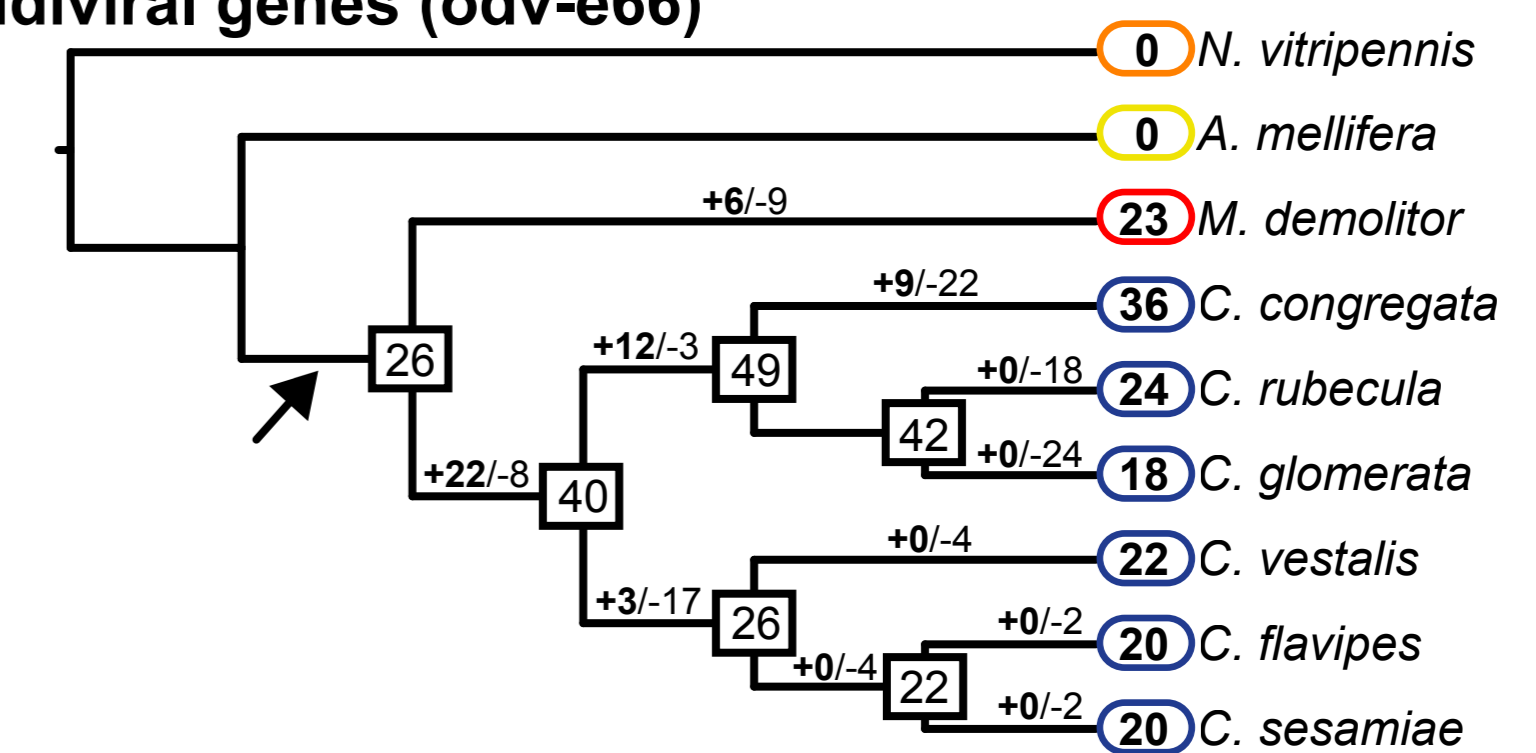 genes (odv-e66)
0 N. vitripennis
0 A. mellifera
+6/-9
23 M. demolitor
+9/-22
36 C. congregata
+12/-3
26
49
+0/-18
24 C. rubecula
42
+0/-24
18 C. glomerata
+22/-8
40
+0/-4
22 C. vestalis
+3/-17
26
+0/-2
20 C. flavipes
+0/-4
22
+0/-2
20 C. sesamiae